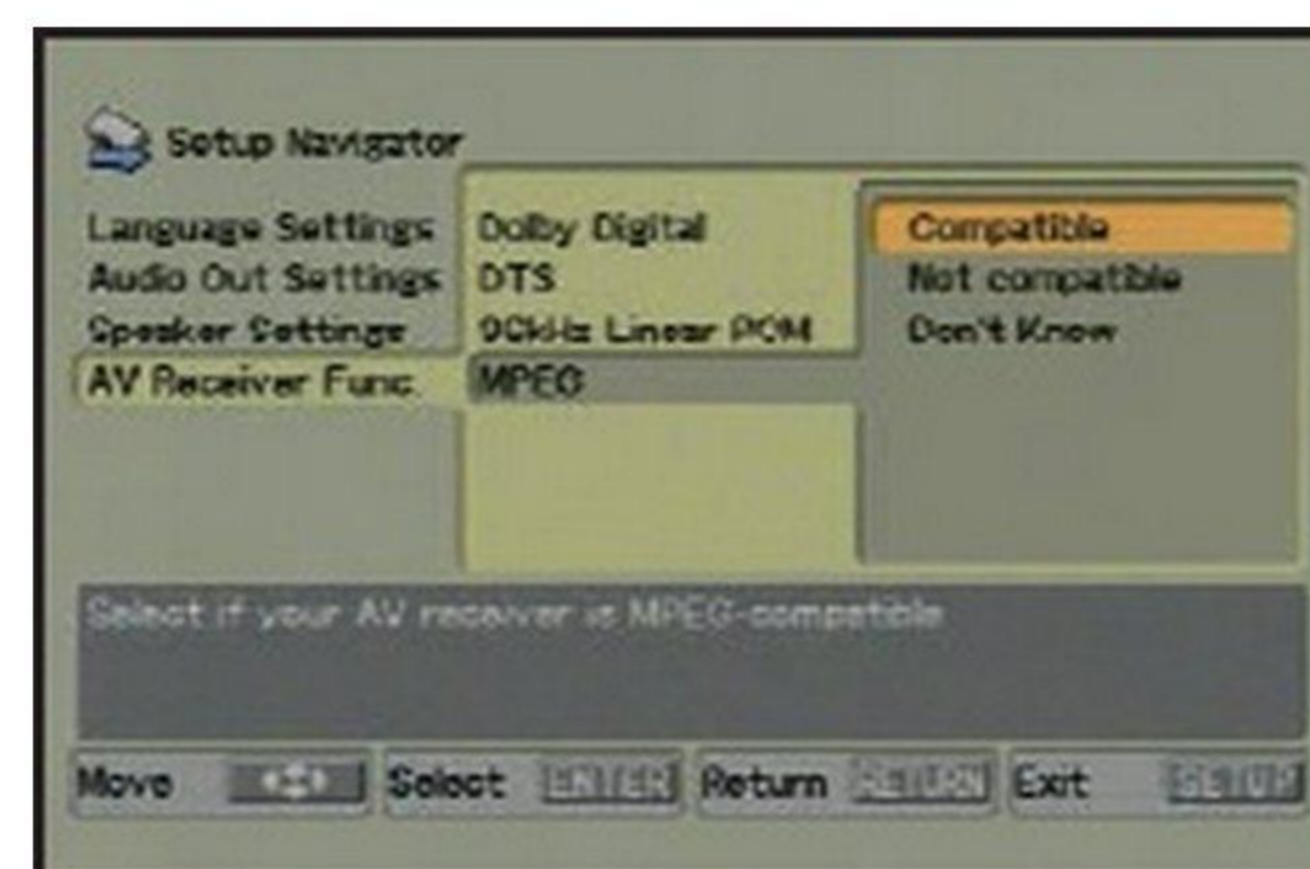 Setup Navigator
Language Settings
Audio Out Settings
Speaker Settings
AV Receiver Func.
Dolby Digital
DTS
96kHz Linear PCM
MPEG
Compatible
Not compatible
Don't Know
Select if your AV receiver is MPEG-compatible
Move Select ENTER Return RETURN Exit SETUP